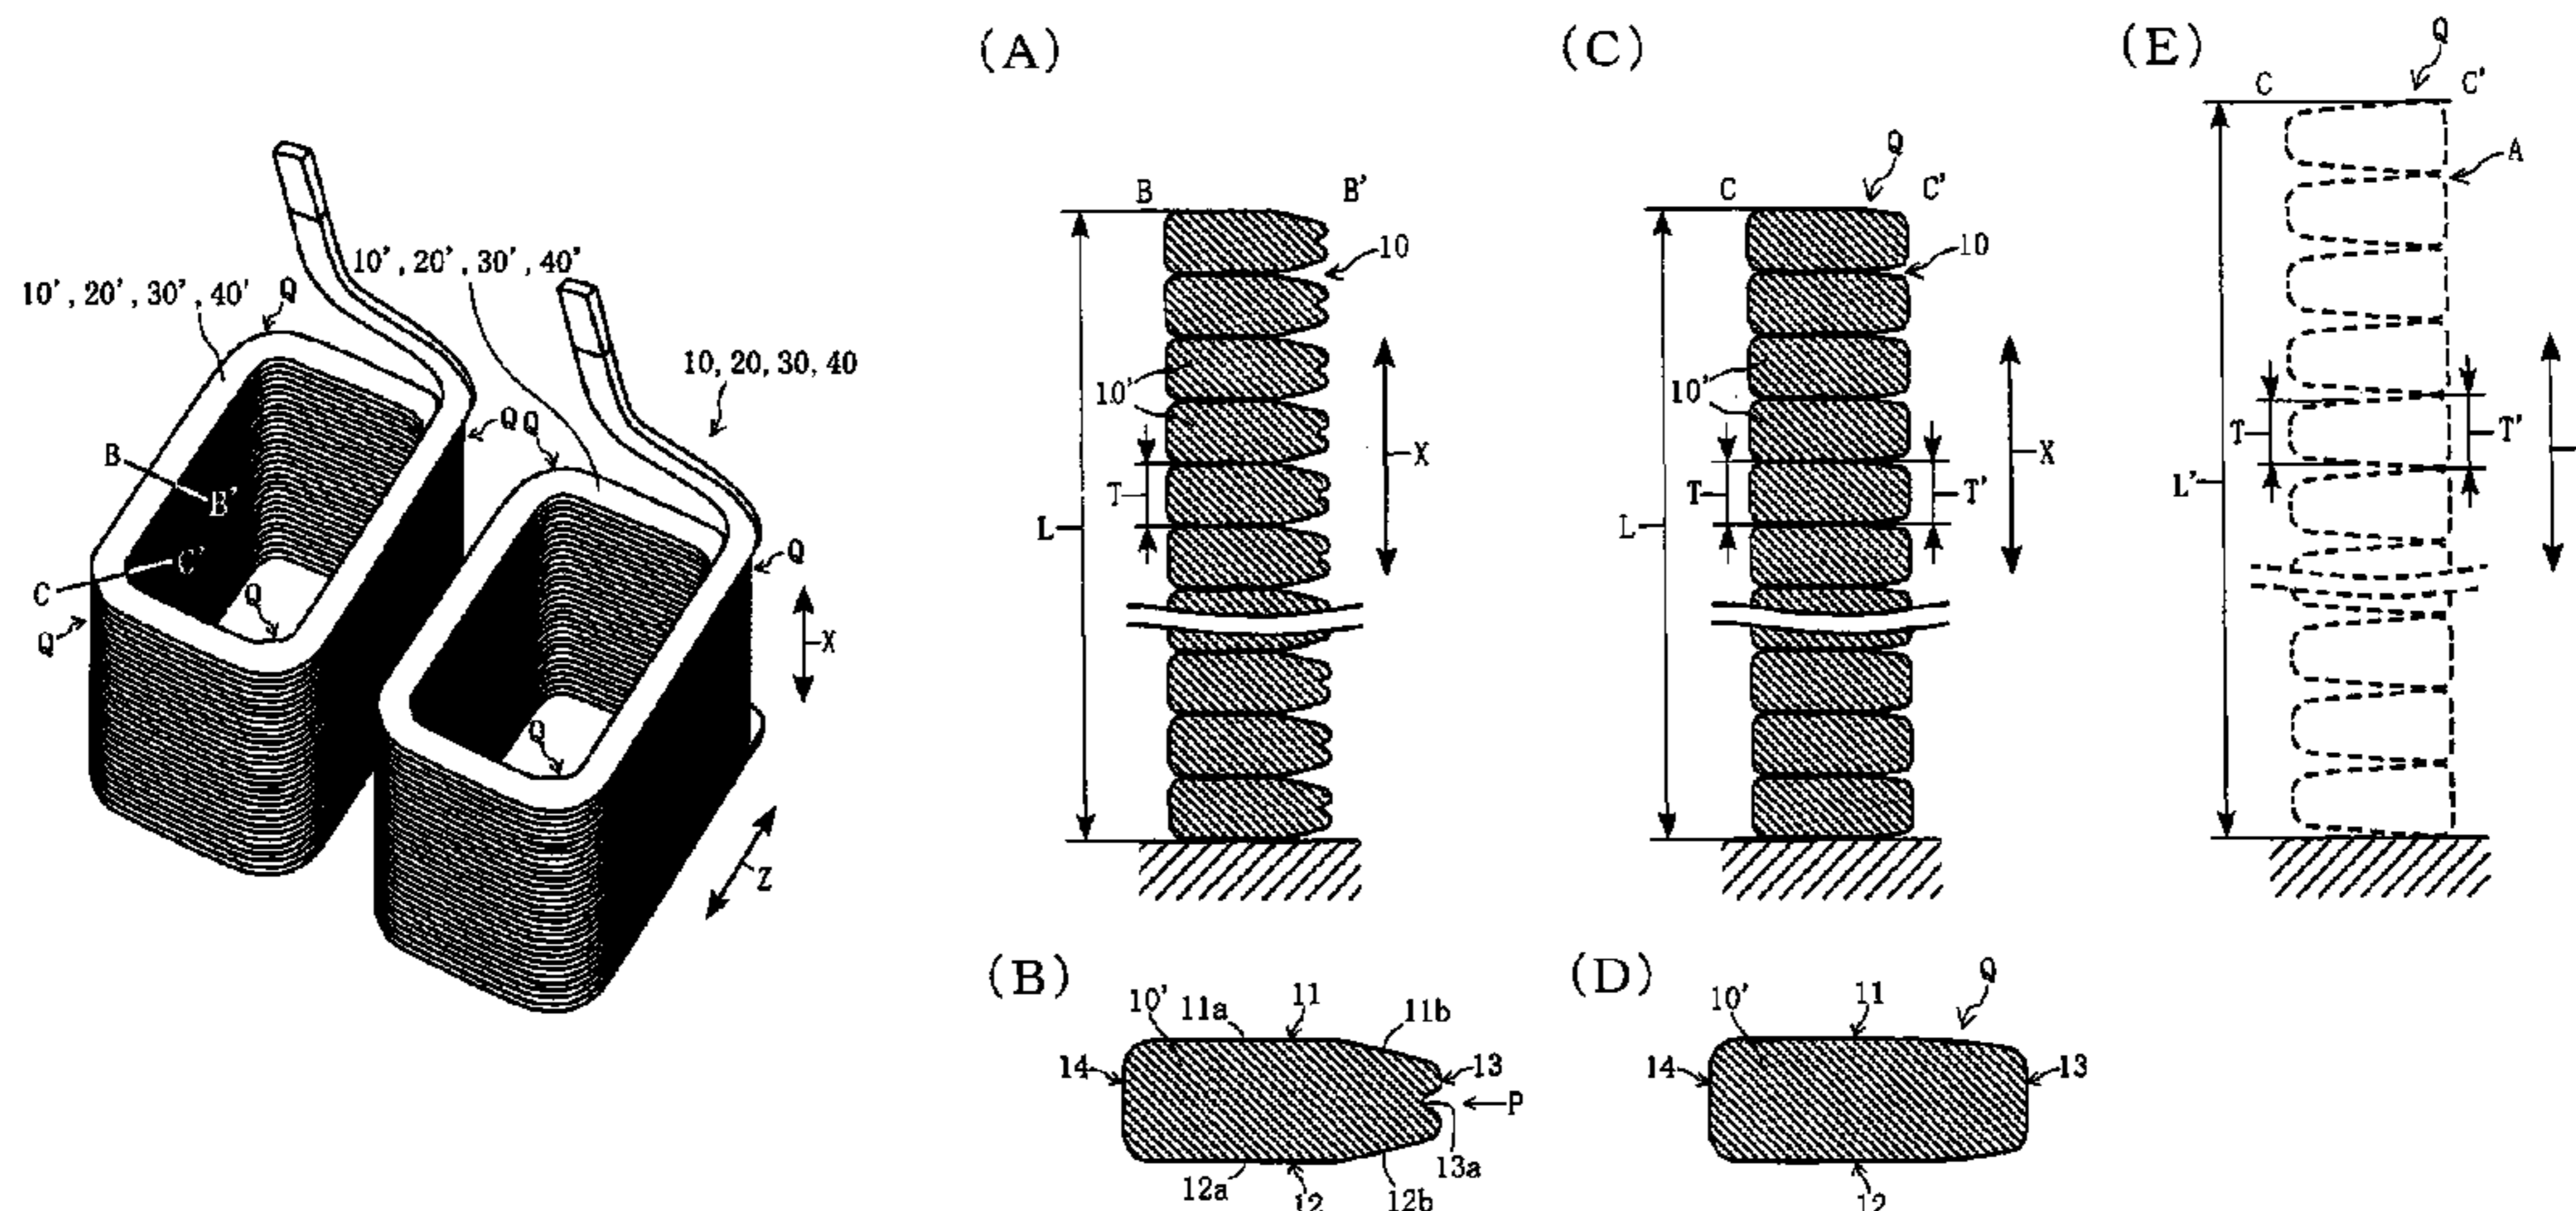 10', 20', 30', 40'
Q
10', 20', 30', 40'
10, 20, 30, 40
Q
Q
Q
B
B'
C
C'
Q
Q
Q
Q
X
Z
(A)
B
B'
10
10'
X
T
L
(B)
10'
11a
11
11b
14
13
P
13a
12a
12
12b
(C)
Q
C
C'
10
10'
X
T
T'
L
(D)
Q
10'
11
14
13
12
(E)
Q
C
C'
A
T
T'
L'